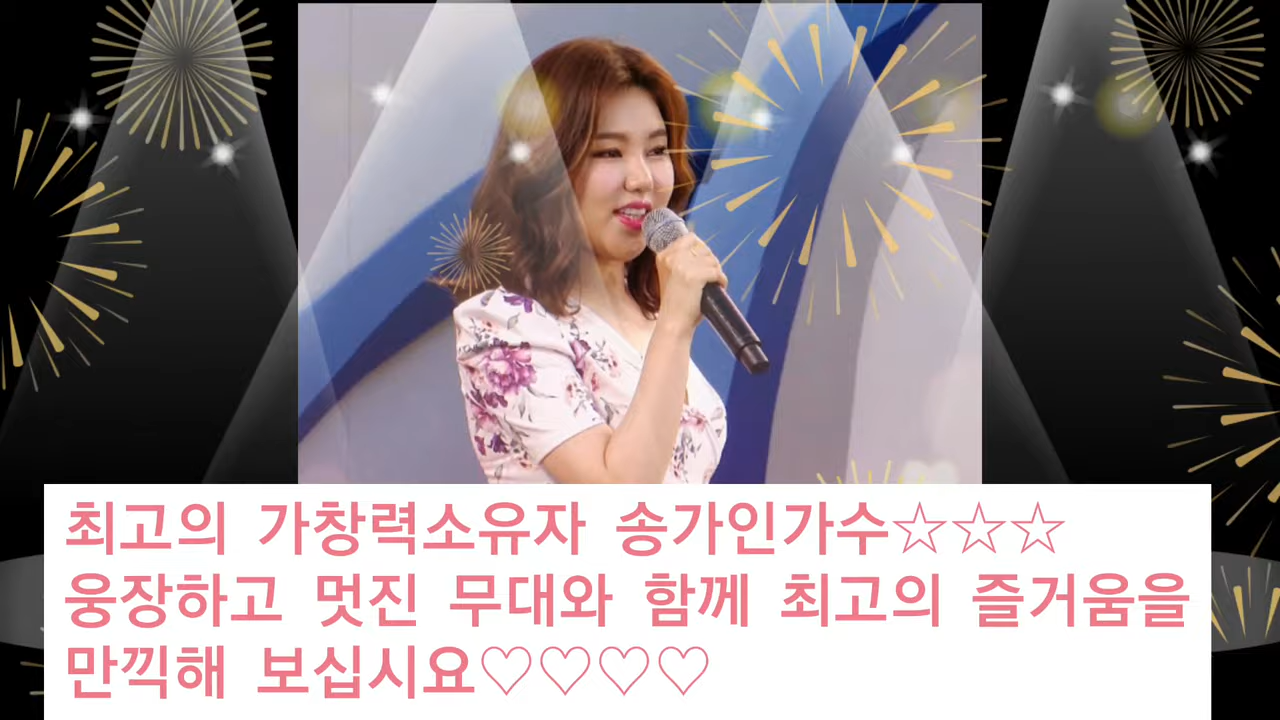 최고의 가창력소유자 송가인가수☆☆☆
웅장하고 멋진 무대와 함께 최고의 즐거움을
만끽해 보십시요♡♡♡♡